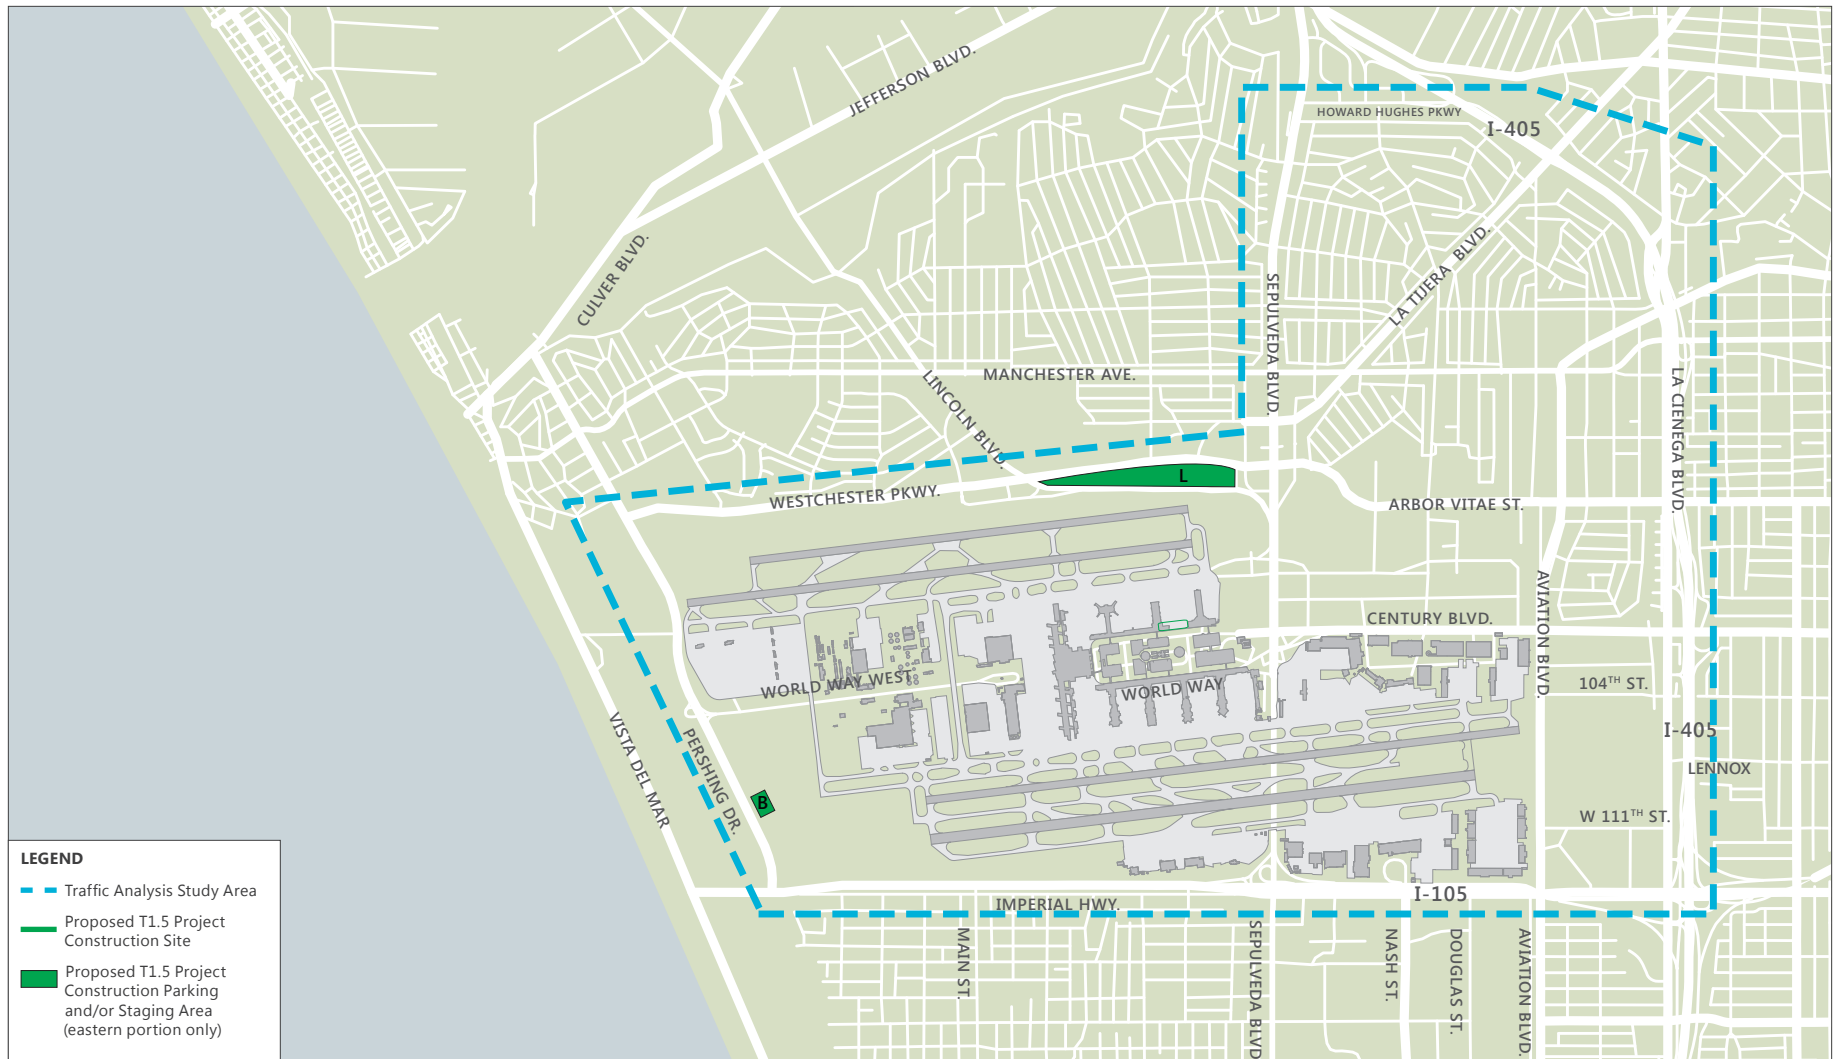 JEFFERSON BLVD.
HOWARD HUGHES PKWY
I-405
CULVER BLVD.
LA TIJERA BLVD.
SEPULVEDA BLVD.
MANCHESTER AVE.
LINCOLN BLVD.
LA CIENEGA BLVD.
L
WESTCHESTER PKWY.
ARBOR VITAE ST.
AVIATION BLVD.
CENTURY BLVD.
WORLD WAY WEST
WORLD WAY
104TH ST.
I-405
VISTA DEL MAR
PERSHING DR.
LENNOX
B
W 111TH ST.
I-105
IMPERIAL HWY.
MAIN ST.
SEPULVEDA BLVD
NASH ST.
DOUGLAS ST.
AVIATION BLVD.
LEGEND
Traffic Analysis Study Area
Proposed T1.5 Project
Construction Site
Proposed T1.5 Project
Construction Parking
and/or Staging Area
(eastern portion only)